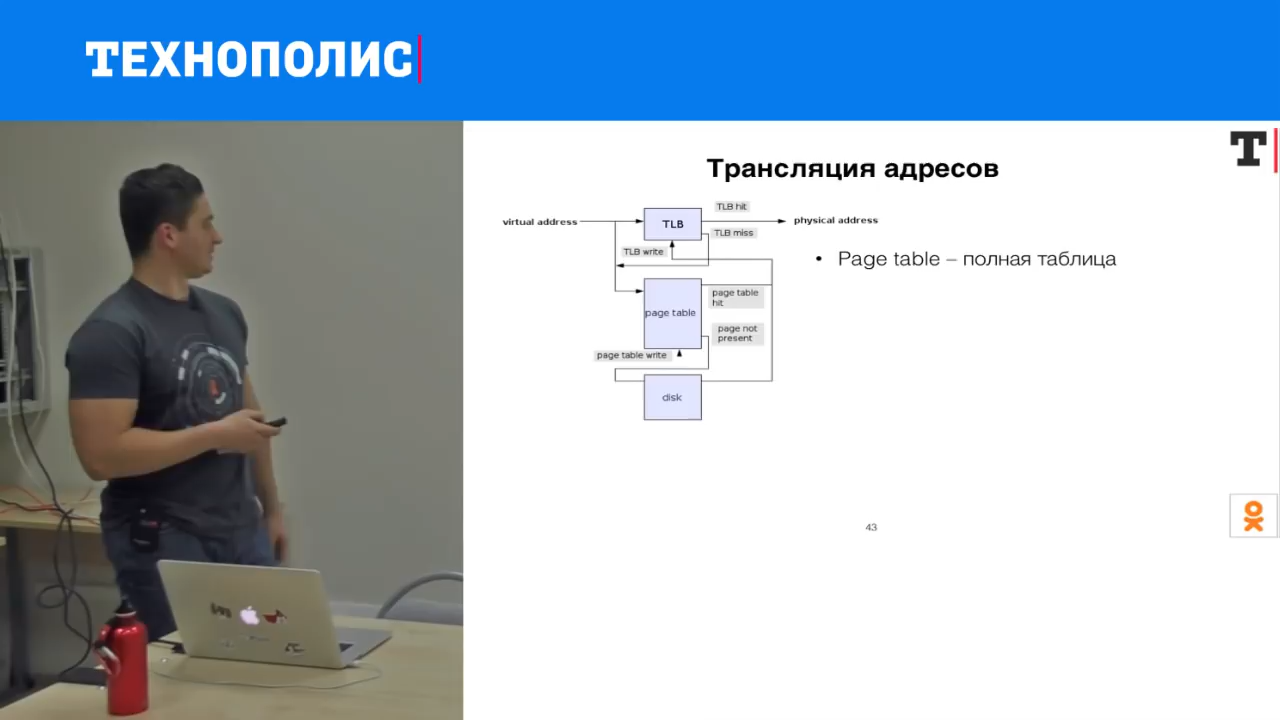 ТЕХНОПОЛИС
Т
Трансляция адресов
virtual address
TLB
TLB hit
physical address
TLB miss
TLB write
• Page table – полная таблица
page table
page table
hit
page not
present
page table write
disk
43